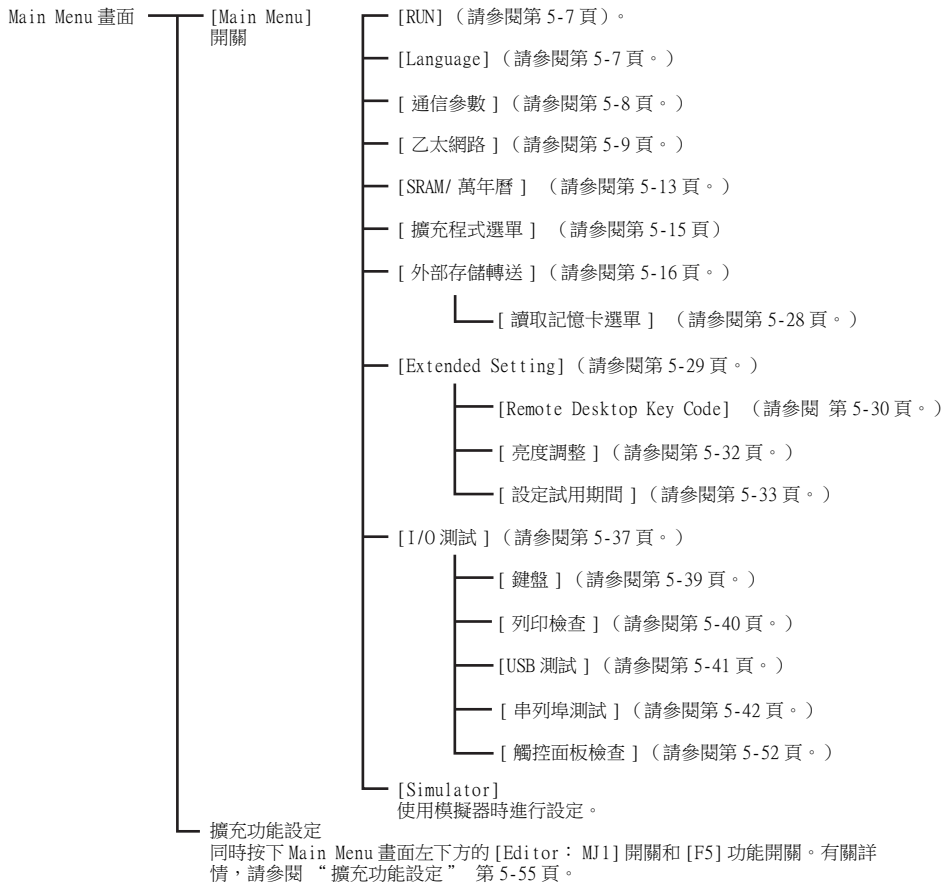 Main Menu 畫面
[Main Menu]
開關
[RUN]（請參閱第 5-7 頁）。
[Language]（請參閱第 5-7 頁。）
[ 通信參數 ]（請參閱第 5-8 頁。）
[ 乙太網路 ]（請參閱第 5-9 頁。）
[SRAM/ 萬年曆 ] （請參閱第 5-13 頁。）
[ 擴充程式選單 ] （請參閱第 5-15 頁）
[ 外部存儲轉送 ]（請參閱第 5-16 頁。）
[ 讀取記憶卡選單 ] （請參閱第 5-28 頁。）
[Extended Setting]（請參閱第 5-29 頁。）
[Remote Desktop Key Code] （請參閱 第 5-30 頁。）
[ 亮度調整 ]（請參閱第 5-32 頁。）
[ 設定試用期間 ]（請參閱第 5-33 頁。）
[I/O 測試 ]（請參閱第 5-37 頁。）
[ 鍵盤 ]（請參閱第 5-39 頁。）
[ 列印檢查 ]（請參閱第 5-40 頁。）
[USB 測試 ]（請參閱第 5-41 頁。）
[ 串列埠測試 ]（請參閱第 5-42 頁。）
[ 觸控面板檢查 ]（請參閱第 5-52 頁。）
[Simulator]
使用模擬器時進行設定。
擴充功能設定
同時按下 Main Menu 畫面左下方的 [Editor：MJ1] 開關和 [F5] 功能開關。有關詳
情，請參閱 “擴充功能設定” 第 5-55 頁。